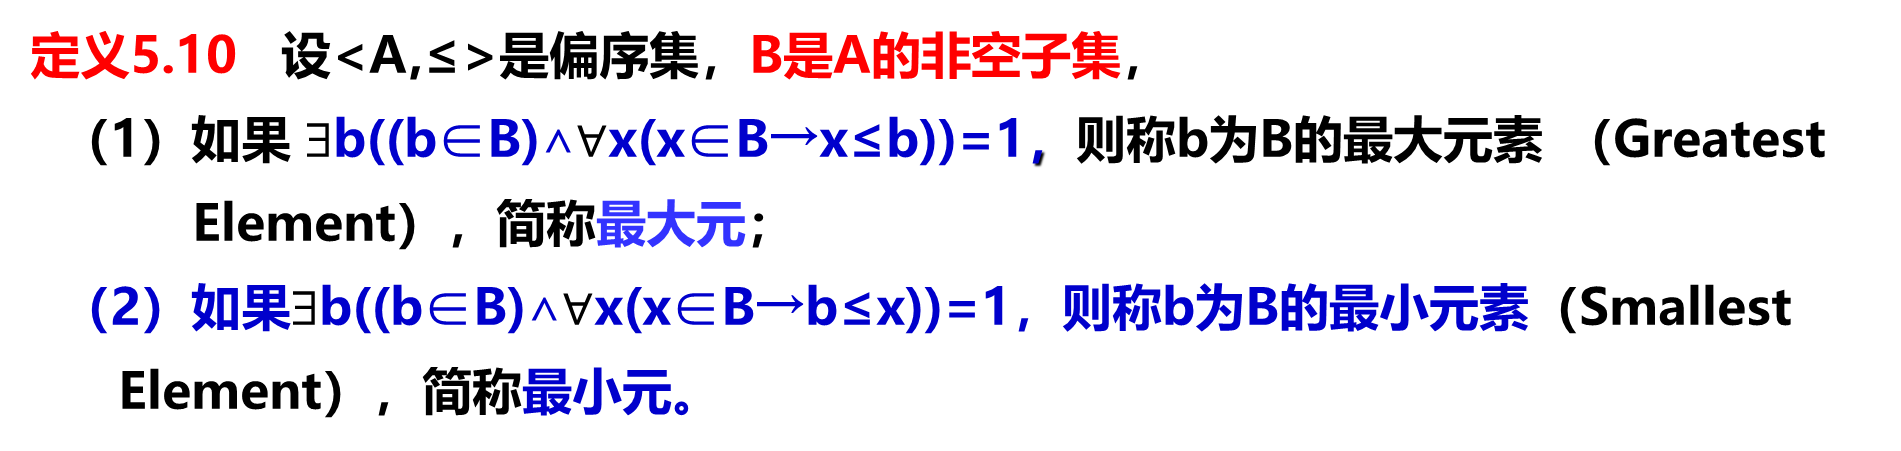 定义5.10 设<A,≤>是偏序集，B是A的非空子集，
（1）如果 ∃b((b∈B)∧∀x(x∈B→x≤b))=1，则称b为B的最大元素 （Greatest
Element），简称最大元；
（2）如果∃b((b∈B)∧∀x(x∈B→b≤x))=1，则称b为B的最小元素（Smallest
Element），简称最小元。